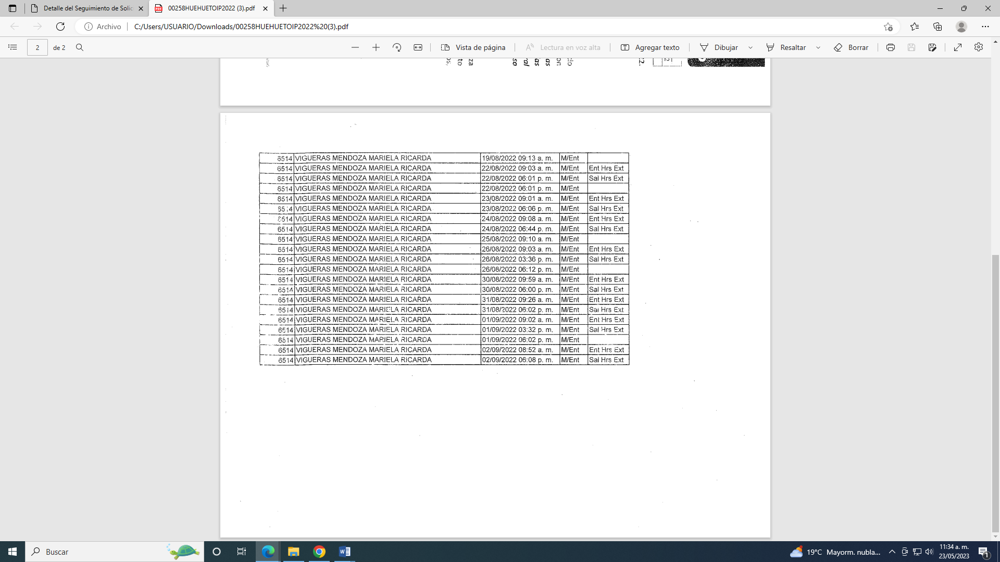 Detalle del Seguimiento de Solic
00258HUEHUETOIP2022 (3).pdf
Archivo
C:/Users/USUARIO/Downloads/00258HUEHUETOIP2022%20(3).pdf
2 de 2
Vista de página
Lectura en voz alta
Agregar texto
Dibujar
Resaltar
Borrar
6514 VIGUERAS MENDOZA MARIELA RICARDA 19/08/2022 09:13 a. m. M/Ent
6514 VIGUERAS MENDOZA MARIELA RICARDA 22/08/2022 09:03 a. m. M/Ent Ent Hrs Ext
6514 VIGUERAS MENDOZA MARIELA RICARDA 22/08/2022 06:01 p. m. M/Ent Sal Hrs Ext
6514 VIGUERAS MENDOZA MARIELA RICARDA 22/08/2022 06:01 p. m. M/Ent
6514 VIGUERAS MENDOZA MARIELA RICARDA 23/08/2022 09:01 a. m. M/Ent Ent Hrs Ext
6514 VIGUERAS MENDOZA MARIELA RICARDA 23/08/2022 06:06 p. m. M/Ent Sal Hrs Ext
6514 VIGUERAS MENDOZA MARIELA RICARDA 24/08/2022 09:08 a. m. M/Ent Ent Hrs Ext
6514 VIGUERAS MENDOZA MARIELA RICARDA 24/08/2022 06:44 p. m. M/Ent Sal Hrs Ext
6514 VIGUERAS MENDOZA MARIELA RICARDA 25/08/2022 09:10 a. m. M/Ent
6514 VIGUERAS MENDOZA MARIELA RICARDA 26/08/2022 09:03 a. m. M/Ent Ent Hrs Ext
6514 VIGUERAS MENDOZA MARIELA RICARDA 26/08/2022 03:36 p. m. M/Ent Sal Hrs Ext
6514 VIGUERAS MENDOZA MARIELA RICARDA 26/08/2022 06:12 p. m. M/Ent
6514 VIGUERAS MENDOZA MARIELA RICARDA 30/08/2022 09:59 a. m. M/Ent Ent Hrs Ext
6514 VIGUERAS MENDOZA MARIELA RICARDA 30/08/2022 06:00 p. m. M/Ent Sal Hrs Ext
6514 VIGUERAS MENDOZA MARIELA RICARDA 31/08/2022 09:26 a. m. M/Ent Ent Hrs Ext
6514 VIGUERAS MENDOZA MARIELA RICARDA 31/08/2022 06:02 p. m. M/Ent Sal Hrs Ext
6514 VIGUERAS MENDOZA MARIELA RICARDA 01/09/2022 09:02 a. m. M/Ent Ent Hrs Ext
6514 VIGUERAS MENDOZA MARIELA RICARDA 01/09/2022 03:32 p. m. M/Ent Sal Hrs Ext
6514 VIGUERAS MENDOZA MARIELA RICARDA 01/09/2022 06:02 p. m. M/Ent
6514 VIGUERAS MENDOZA MARIELA RICARDA 02/09/2022 08:52 a. m. M/Ent Ent Hrs Ext
6514 VIGUERAS MENDOZA MARIELA RICARDA 02/09/2022 06:08 p. m. M/Ent Sal Hrs Ext
Buscar
19°C Mayorm. nubla...
11:34 a. m.
23/05/2023
1